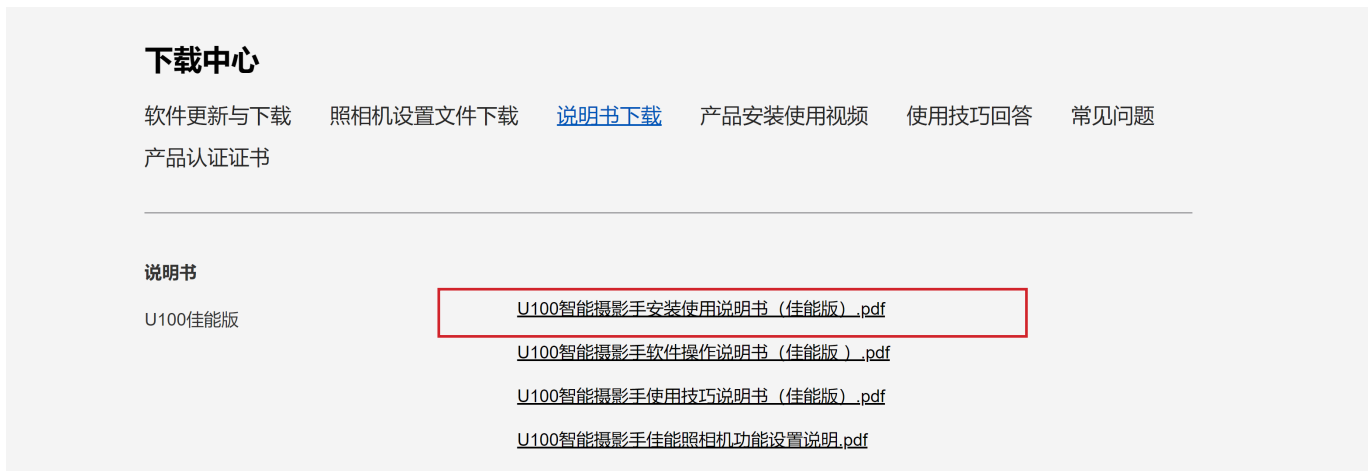 下载中心
软件更新与下载 照相机设置文件下载 说明书下载 产品安装使用视频 使用技巧回答 常见问题
产品认证证书
说明书
U100佳能版
U100智能摄影手安装使用说明书（佳能版）.pdf
U100智能摄影手软件操作说明书（佳能版 ）.pdf
U100智能摄影手使用技巧说明书（佳能版）.pdf
U100智能摄影手佳能照相机功能设置说明.pdf